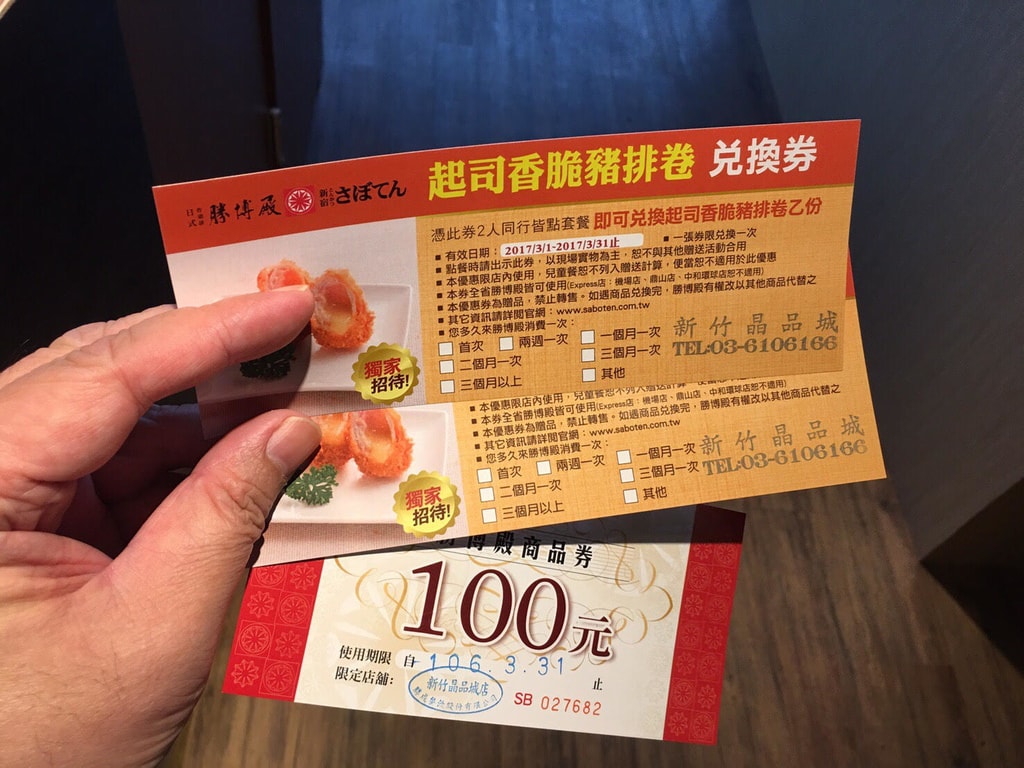 日式 勝博殿 新宿 とんかつ さぼてん 起司香脆豬排卷 兌換券
憑此券2人同行皆點套餐 即可兌換起司香脆豬排卷乙份
■ 有效日期：2017/3/1-2017/3/31止 ■ 一張券限兌換一次
■ 點餐時請出示此券，以現場實物為主，恕不與其他贈送活動合用
■ 本優惠限店內使用，兒童餐恕不列入贈送計算，便當恕不適用於此優惠
■ 本券全省勝博殿皆可使用(Express店：機場店、鼎山店、中和環球店恕不適用)
■ 本優惠券為贈品，禁止轉售。如遇商品兌換完，勝博殿有權改以其他商品代替之
■ 其它資訊請詳閱官網：www.saboten.com.tw
■ 您多久來勝博殿消費一次：
首次 兩週一次 一個月一次
二個月一次 三個月一次
三個月以上 其他
新竹晶品城
TEL:03-6106166
獨家
招待!
■ 本優惠限店內使用，兒童餐恕不列入贈送計算，便當恕不適用於此優惠
■ 本券全省勝博殿皆可使用(Express店：機場店、鼎山店、中和環球店恕不適用)
■ 本優惠券為贈品，禁止轉售。如遇商品兌換完，勝博殿有權改以其他商品代替之
■ 其它資訊請詳閱官網：www.saboten.com.tw
■ 您多久來勝博殿消費一次：
首次 兩週一次 一個月一次
二個月一次 三個月一次
三個月以上 其他
新竹晶品城
TEL:03-6106166
獨家
招待!
博殿商品券
100元
使用期限 自 106.3.31 止
限定店舖：
新竹晶品城店
股份有限公司
SB 027682